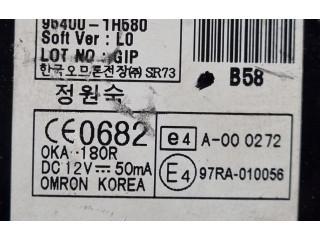 95400-1H580
Soft Ver : L0
LOT NO : GIP
한국오므론전장㈜ SR73
정원수
B58
CE0682
OKA-180R
DC 12V⎓50mA
OMRON KOREA
e4 A-00 0272
E4 97RA-010056